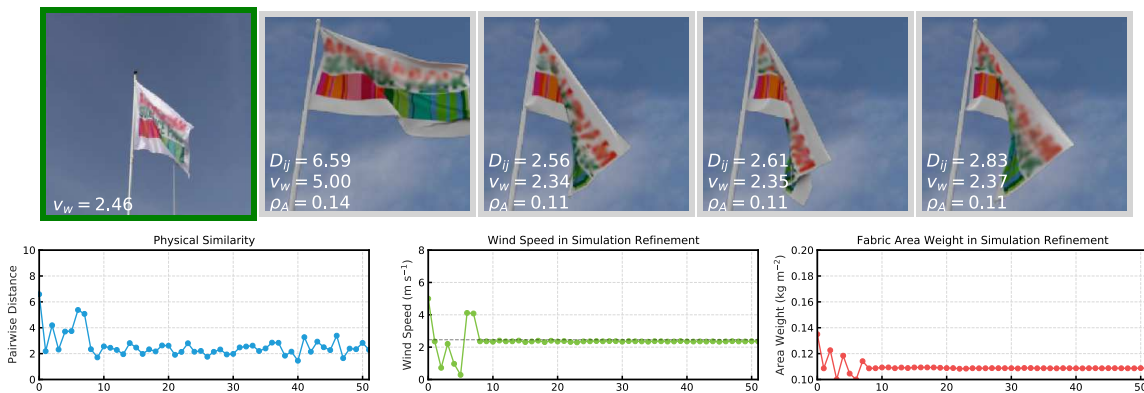 v_w = 2.46
D_ij = 6.59
v_w = 5.00
ρ_A = 0.14
D_ij = 2.56
v_w = 2.34
ρ_A = 0.11
D_ij = 2.61
v_w = 2.35
ρ_A = 0.11
D_ij = 2.83
v_w = 2.37
ρ_A = 0.11
Physical Similarity
Pairwise Distance
10
8
6
4
2
0
0 10 20 30 40 50
Wind Speed in Simulation Refinement
Wind Speed (m s⁻¹)
8
6
4
2
0
0 10 20 30 40 50
Fabric Area Weight in Simulation Refinement
Area Weight (kg m⁻²)
0.20
0.18
0.16
0.14
0.12
0.10
0 10 20 30 40 50